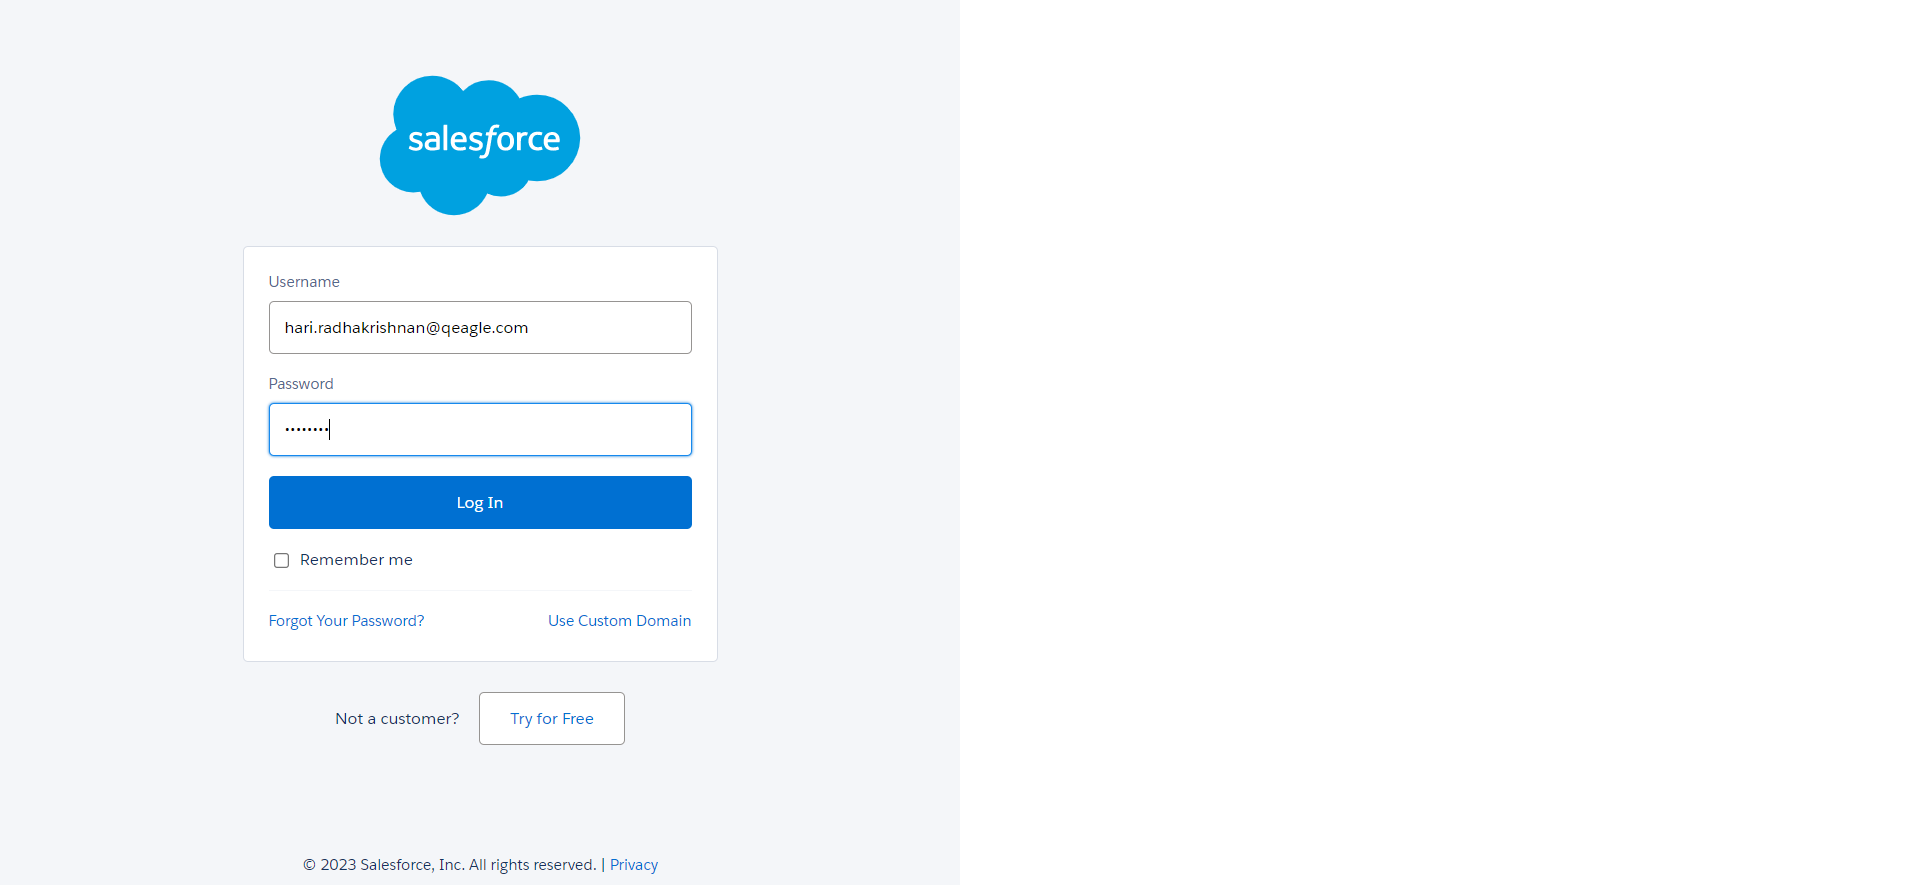 salesforce
Username
hari.radhakrishnan@qeagle.com
Password
••••••••
Log In
Remember me
Forgot Your Password? Use Custom Domain
Not a customer? Try for Free
© 2023 Salesforce, Inc. All rights reserved. | Privacy